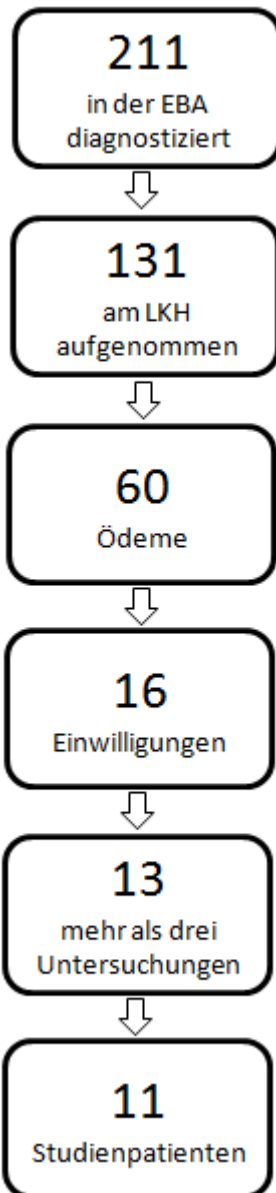 211
in der EBA
diagnostiziert
131
am LKH
aufgenommen
60
Ödeme
16
Einwilligungen
13
mehr als drei
Untersuchungen
11
Studienpatienten